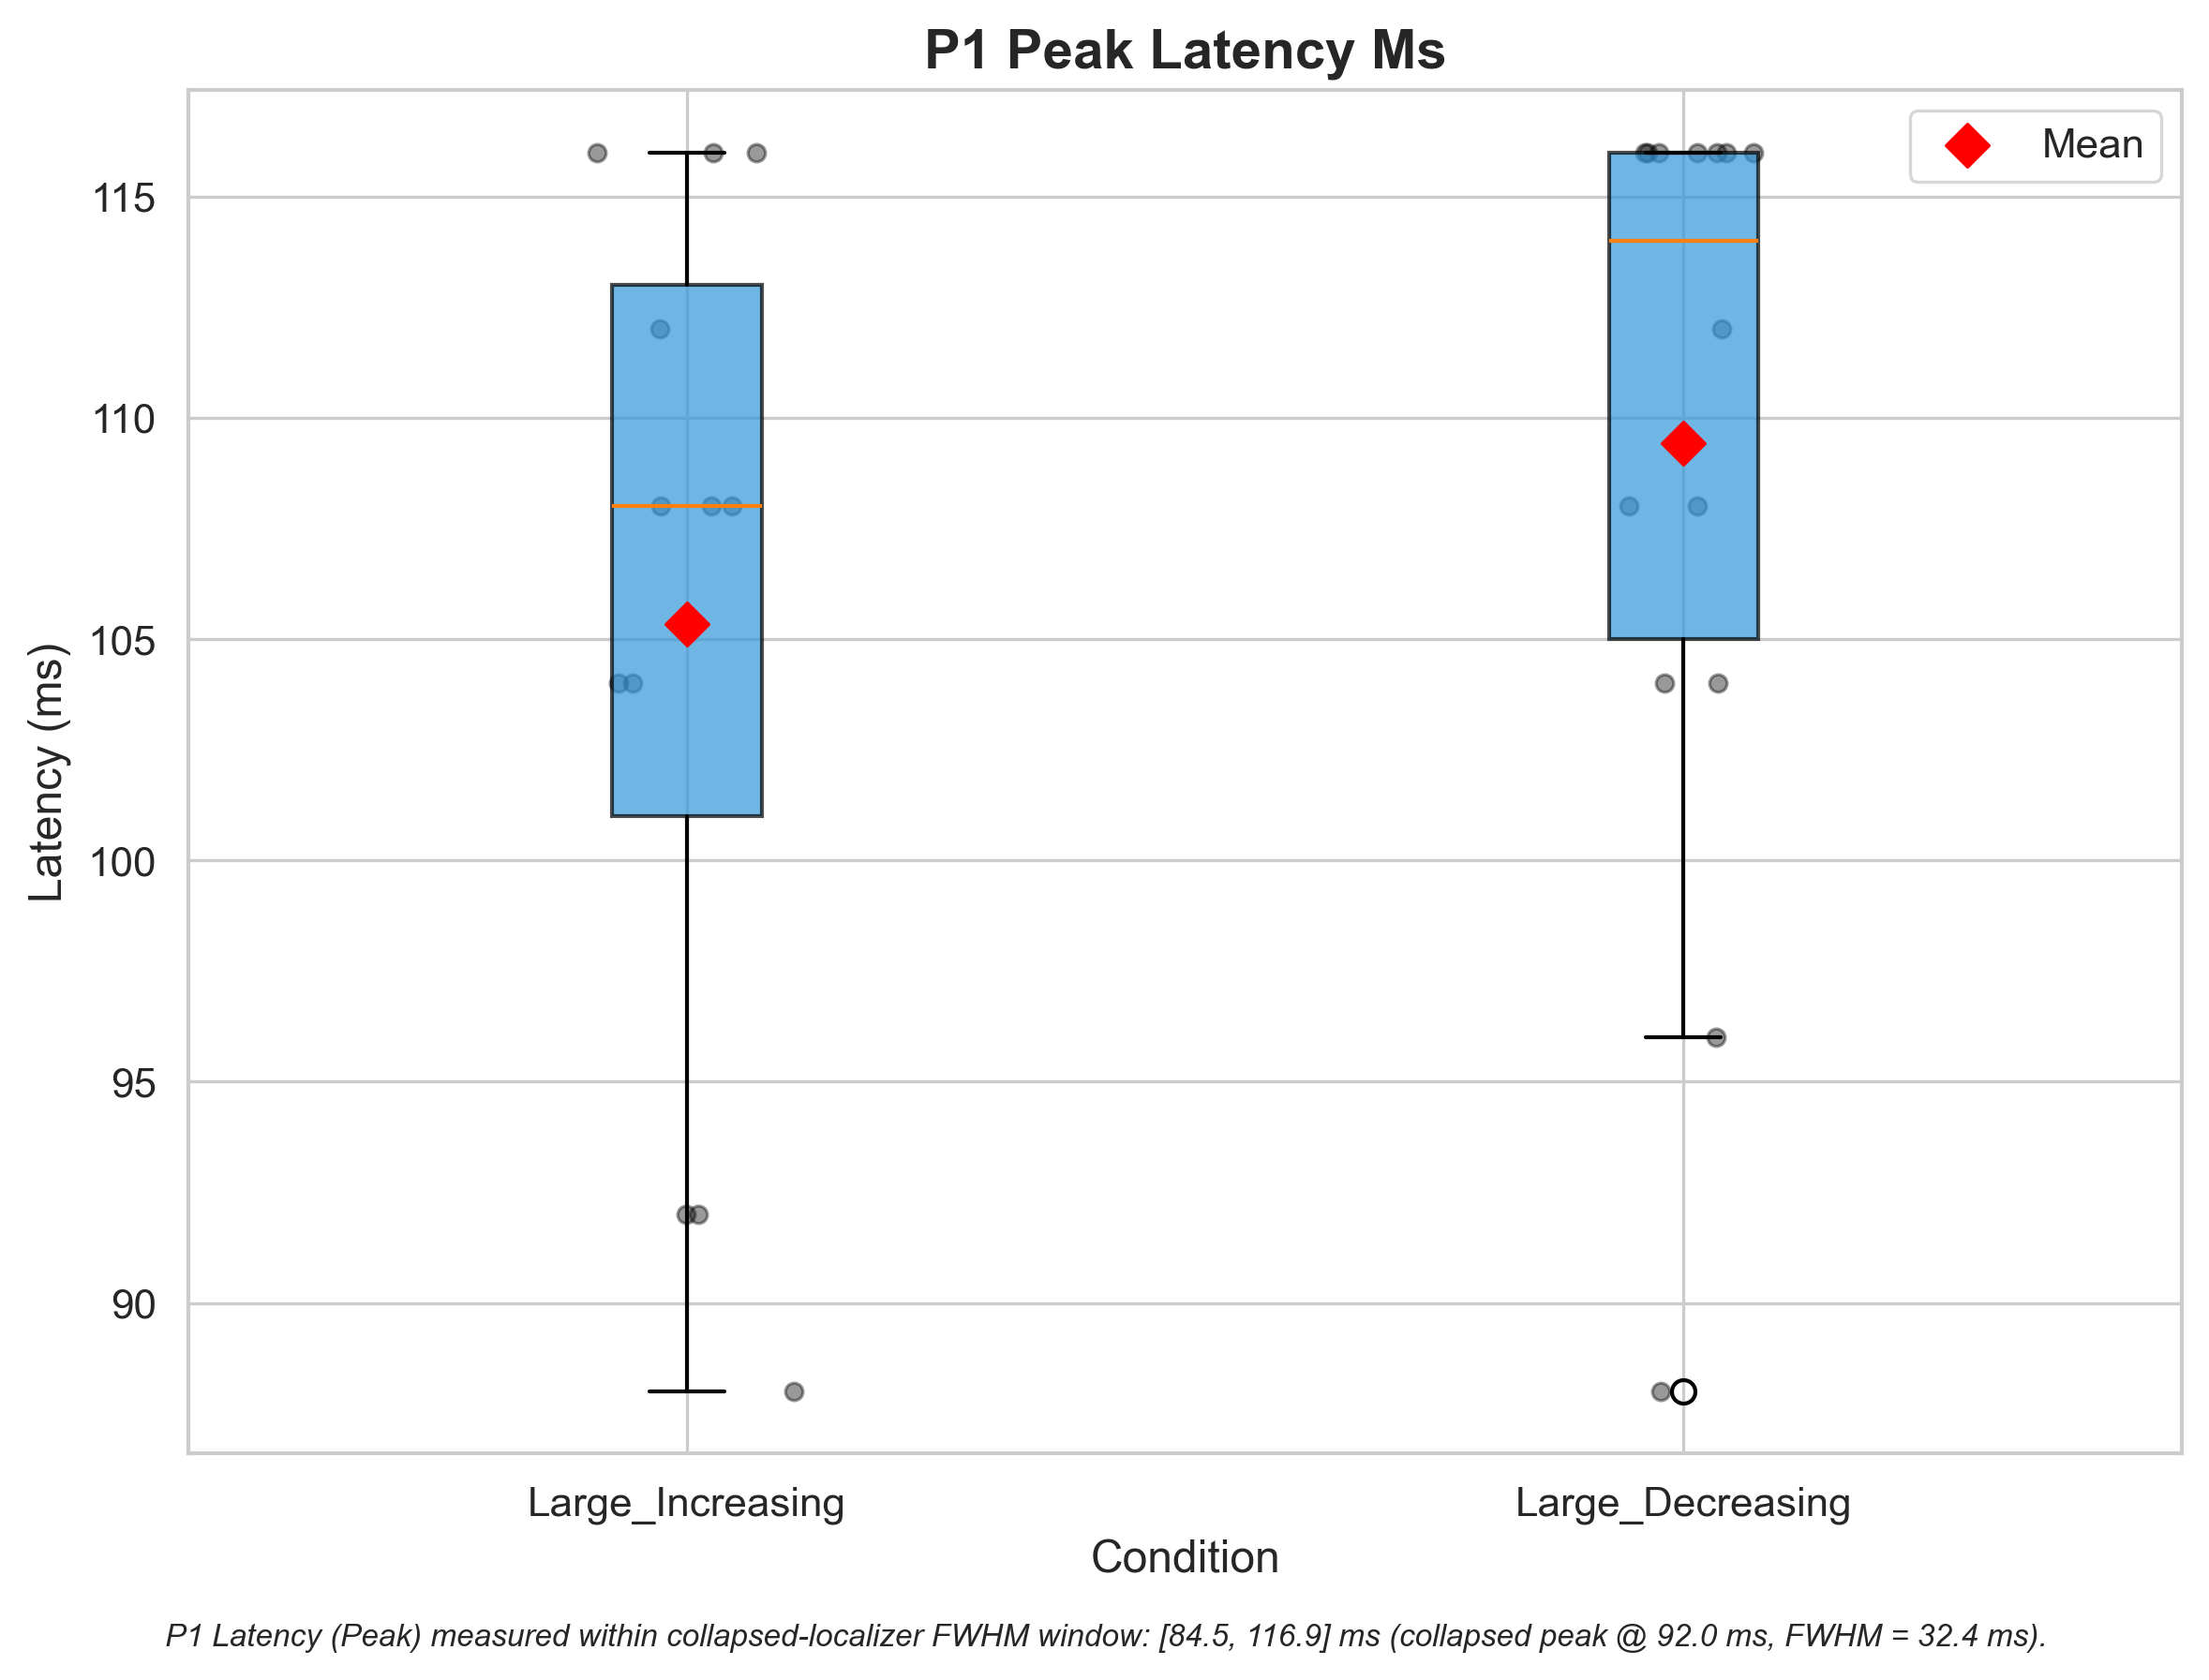 P1 Peak Latency Ms
Mean
115
110
105
100
95
90
Latency (ms)
Large_Increasing
Large_Decreasing
Condition
P1 Latency (Peak) measured within collapsed-localizer FWHM window: [84.5, 116.9] ms (collapsed peak @ 92.0 ms, FWHM = 32.4 ms).